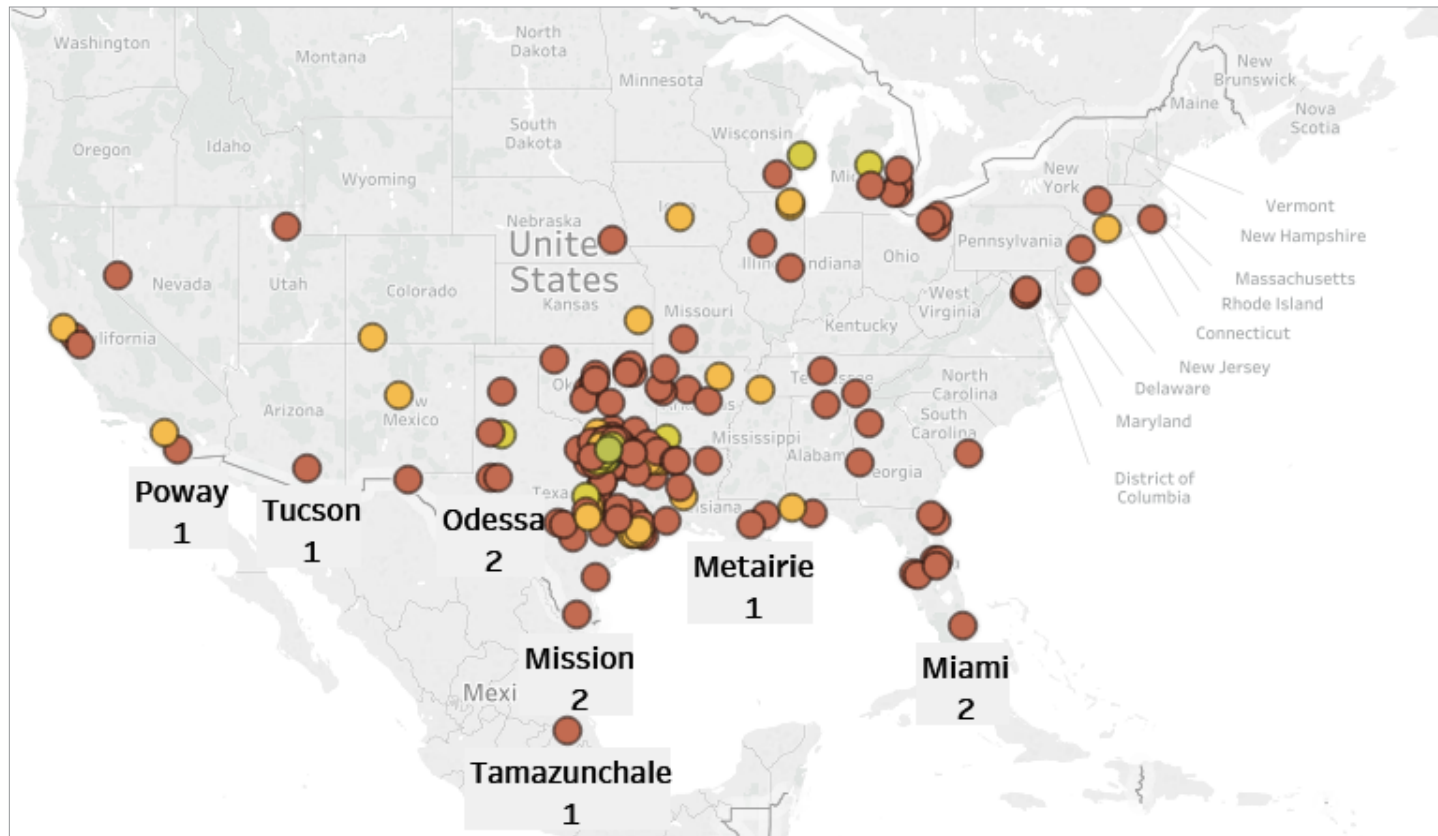 Washington
Montana
North
Dakota
Minnesota
New
Brunswick
Maine
Nova
Scotia
Oregon
Idaho
South
Dakota
Wisconsin
Wyoming
New
York
Vermont
New Hampshire
Nebraska
Unite
States
Pennsylvania
Massachusetts
Nevada
Utah
Colorado
Kansas
Missouri
Ohio
Rhode Island
lifornia
West
Virginia
Kentucky
Connecticut
New Jersey
Delaware
Maryland
Arizona
Mexico
North
Carolina
South
Carolina
Mississippi
District of
Columbia
Poway
1
Tucson
1
Odessa
2
Metairie
1
Mission
2
Miami
2
Mexi
Tamazunchale
1